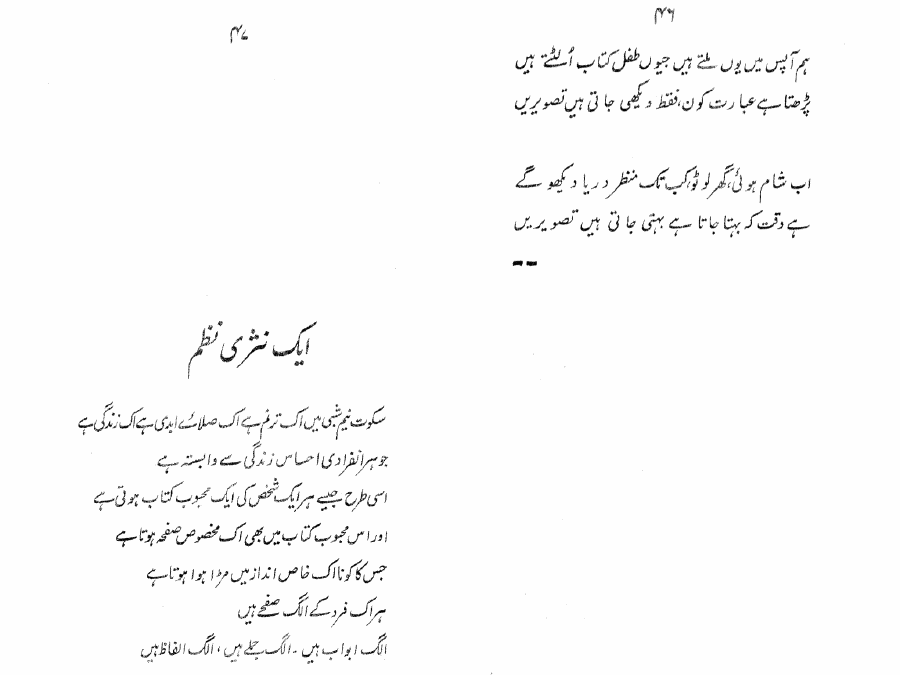 ۴۶
ہم آپس میں یوں ملتے ہیں جیوں طفل کتاب اُلٹتے ہیں
پڑھتا ہے عبارت کون، فقط دیکھی جاتی ہیں تصویریں
اب شام ہوئی، گھر لوٹو، کب تک منظر دریا دیکھو گے
ہے وقت کہ بہتا جاتا ہے بہتی جاتی ہیں تصویریں
۴۷
ایک نثری نظم
سکوت نیم شبی میں اک ترنم ہے اک صلائے ابدی ہے اک زندگی ہے
جو ہر انفرادی احساس زندگی سے وابستہ ہے
اسی طرح جیسے ہر ایک شخص کی ایک محبوب کتاب ہوتی ہے
اور اس محبوب کتاب میں بھی اک مخصوص صفحہ ہوتا ہے
جس کا کونا اک خاص انداز میں مڑا ہوا ہوتا ہے
ہر اک فرد کے الگ صفحے ہیں
الگ ابواب ہیں ۔ الگ جملے ہیں ، الگ الفاظ ہیں